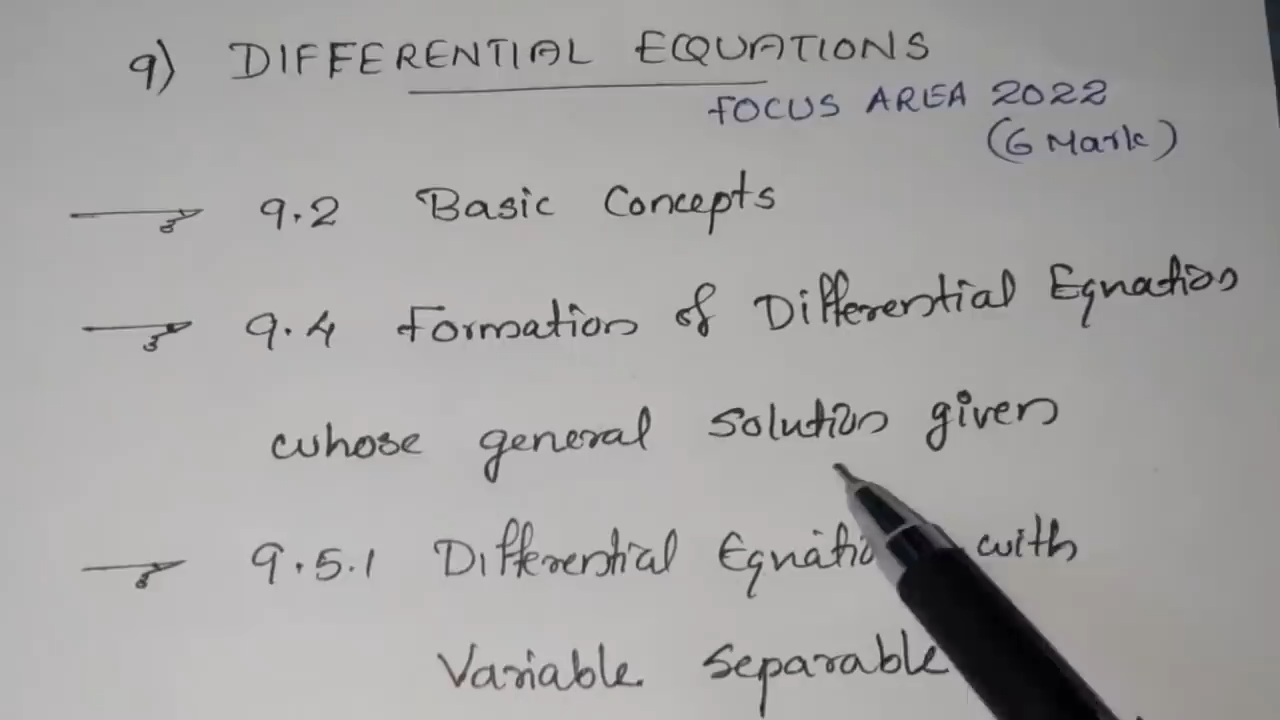 9) DIFFERENTIAL EQUATIONS
FOCUS AREA 2022
(6 Mark)
9.2 Basic Concepts
9.4 Formation of Differential Equation
whose general solution given
9.5.1 Differential Equatio with
Variable Separable